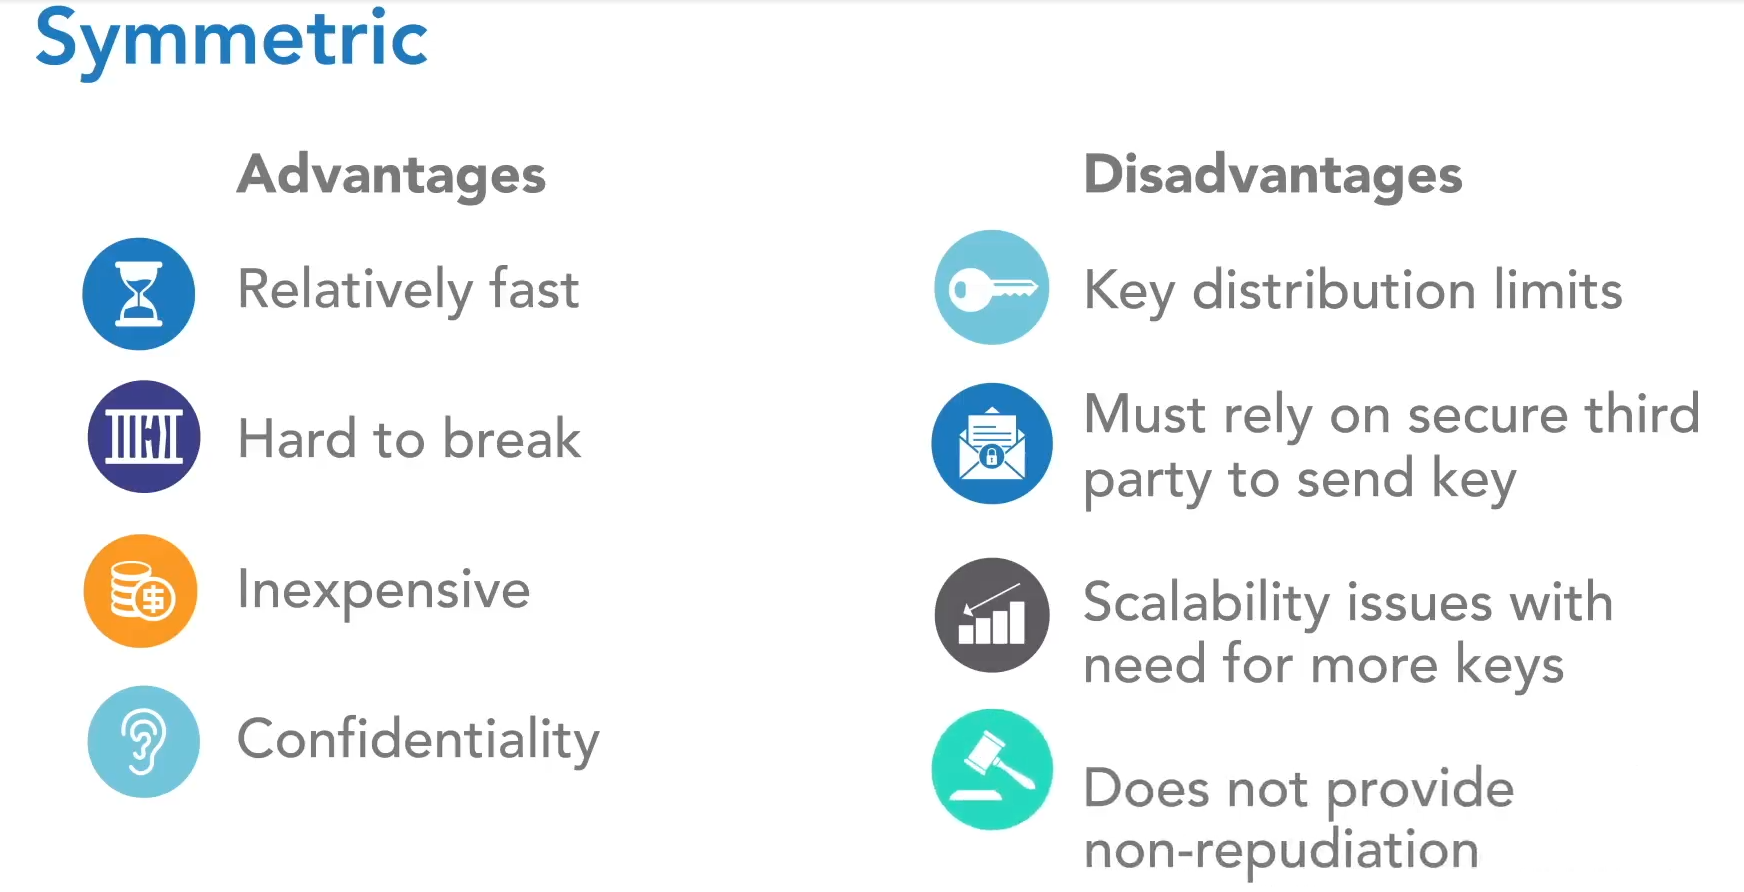 Symmetric
Advantages
Relatively fast
Hard to break
Inexpensive
Confidentiality
Disadvantages
Key distribution limits
Must rely on secure third
party to send key
Scalability issues with
need for more keys
Does not provide
non-repudiation